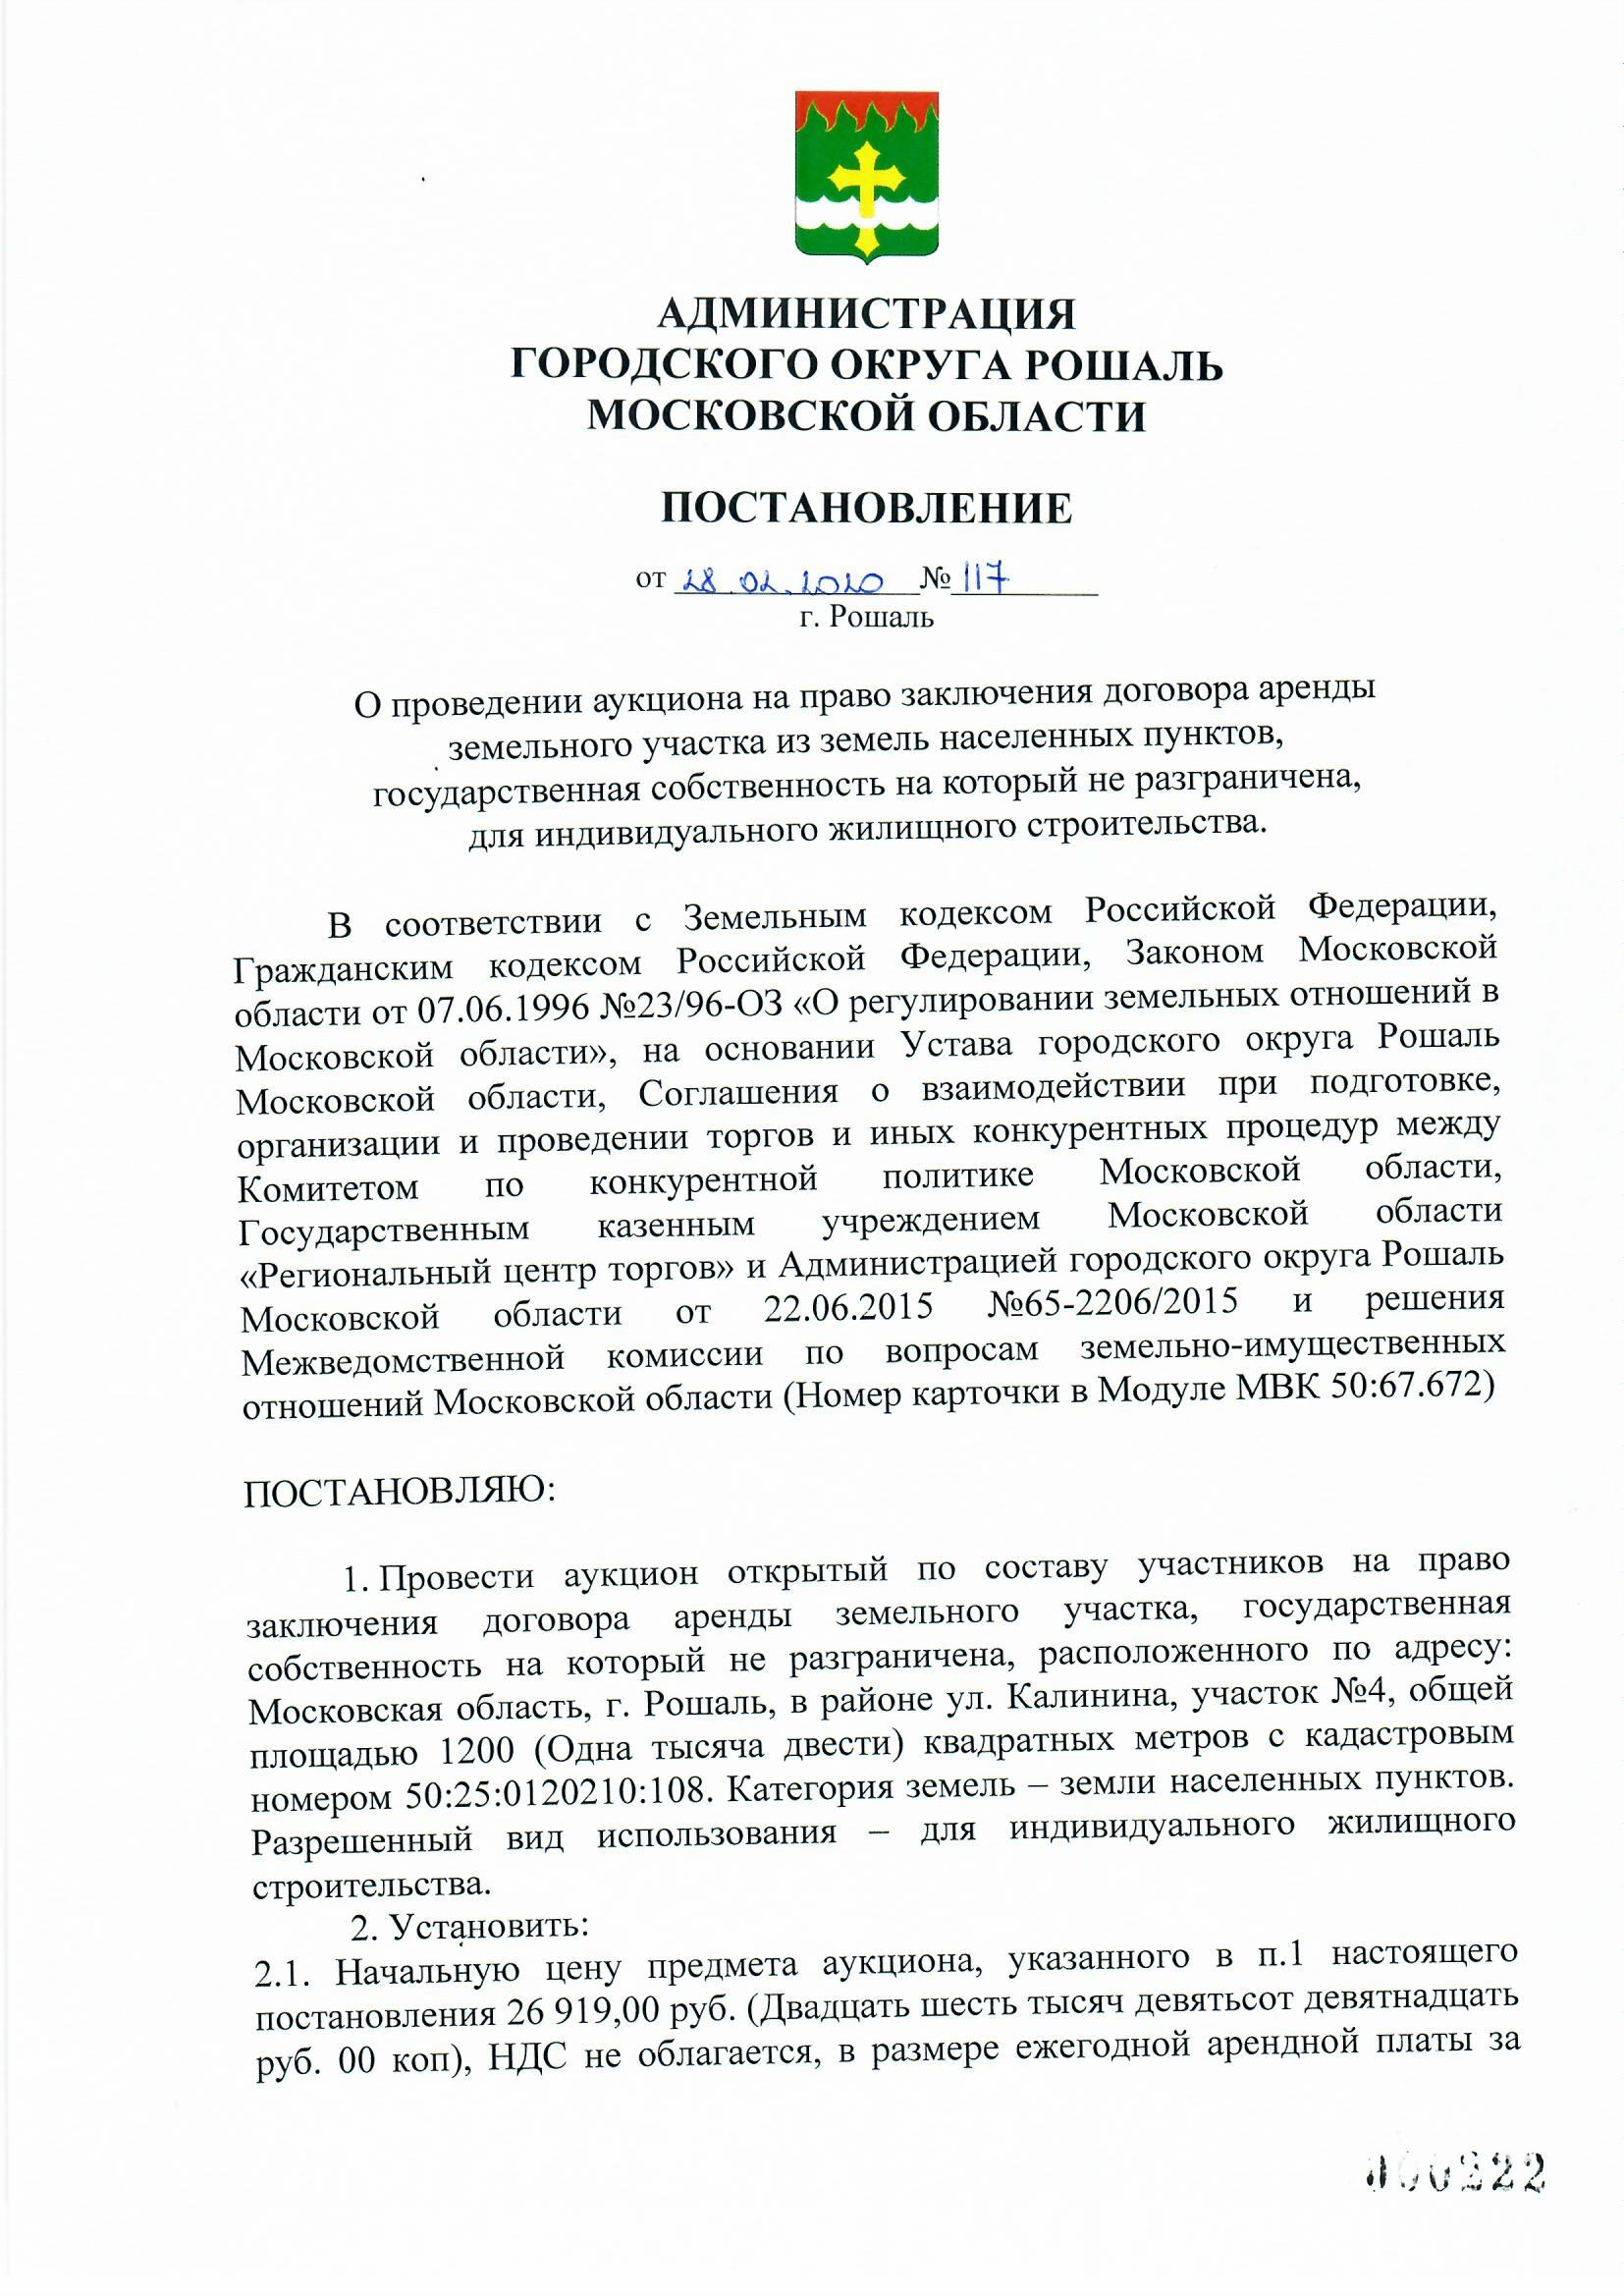 АДМИНИСТРАЦИЯ
ГОРОДСКОГО ОКРУГА РОШАЛЬ
МОСКОВСКОЙ ОБЛАСТИ
ПОСТАНОВЛЕНИЕ
от 28.02.2020 № 117
г. Рошаль
О проведении аукциона на право заключения договора аренды
земельного участка из земель населенных пунктов,
государственная собственность на который не разграничена,
для индивидуального жилищного строительства.
В соответствии с Земельным кодексом Российской Федерации,
Гражданским кодексом Российской Федерации, Законом Московской
области от 07.06.1996 №23/96-ОЗ «О регулировании земельных отношений в
Московской области», на основании Устава городского округа Рошаль
Московской области, Соглашения о взаимодействии при подготовке,
организации и проведении торгов и иных конкурентных процедур между
Комитетом по конкурентной политике Московской области,
Государственным казенным учреждением Московской области
«Региональный центр торгов» и Администрацией городского округа Рошаль
Московской области от 22.06.2015 №65-2206/2015 и решения
Межведомственной комиссии по вопросам земельно-имущественных
отношений Московской области (Номер карточки в Модуле МВК 50:67.672)
ПОСТАНОВЛЯЮ:
1. Провести аукцион открытый по составу участников на право
заключения договора аренды земельного участка, государственная
собственность на который не разграничена, расположенного по адресу:
Московская область, г. Рошаль, в районе ул. Калинина, участок №4, общей
площадью 1200 (Одна тысяча двести) квадратных метров с кадастровым
номером 50:25:0120210:108. Категория земель – земли населенных пунктов.
Разрешенный вид использования – для индивидуального жилищного
строительства.
2. Установить:
2.1. Начальную цену предмета аукциона, указанного в п.1 настоящего
постановления 26 919,00 руб. (Двадцать шесть тысяч девятьсот девятнадцать
руб. 00 коп), НДС не облагается, в размере ежегодной арендной платы за
000222